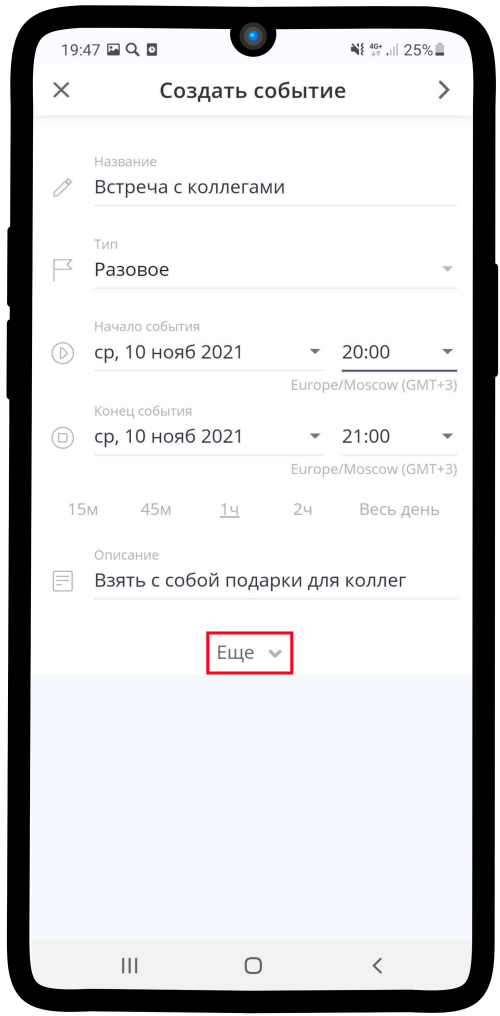 19:47 4G+ 25%
Создать событие
Название
Встреча с коллегами
Тип
Разовое
Начало события
ср, 10 нояб 2021 20:00
Europe/Moscow (GMT+3)
Конец события
ср, 10 нояб 2021 21:00
Europe/Moscow (GMT+3)
15м 45м 1ч 2ч Весь день
Описание
Взять с собой подарки для коллег
Еще